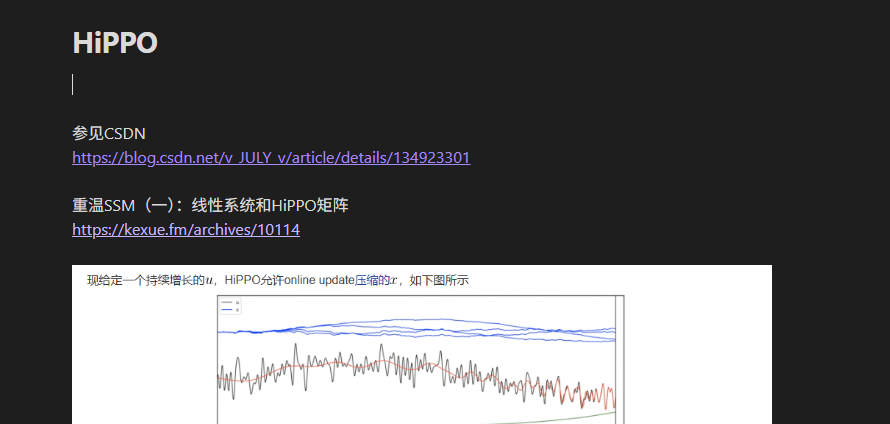 HiPPO
参见CSDN
https://blog.csdn.net/v_JULY_v/article/details/134923301
重温SSM（一）：线性系统和HiPPO矩阵
https://kexue.fm/archives/10114
现给定一个持续增长的u，HiPPO允许online update压缩的x，如下图所示
u
x